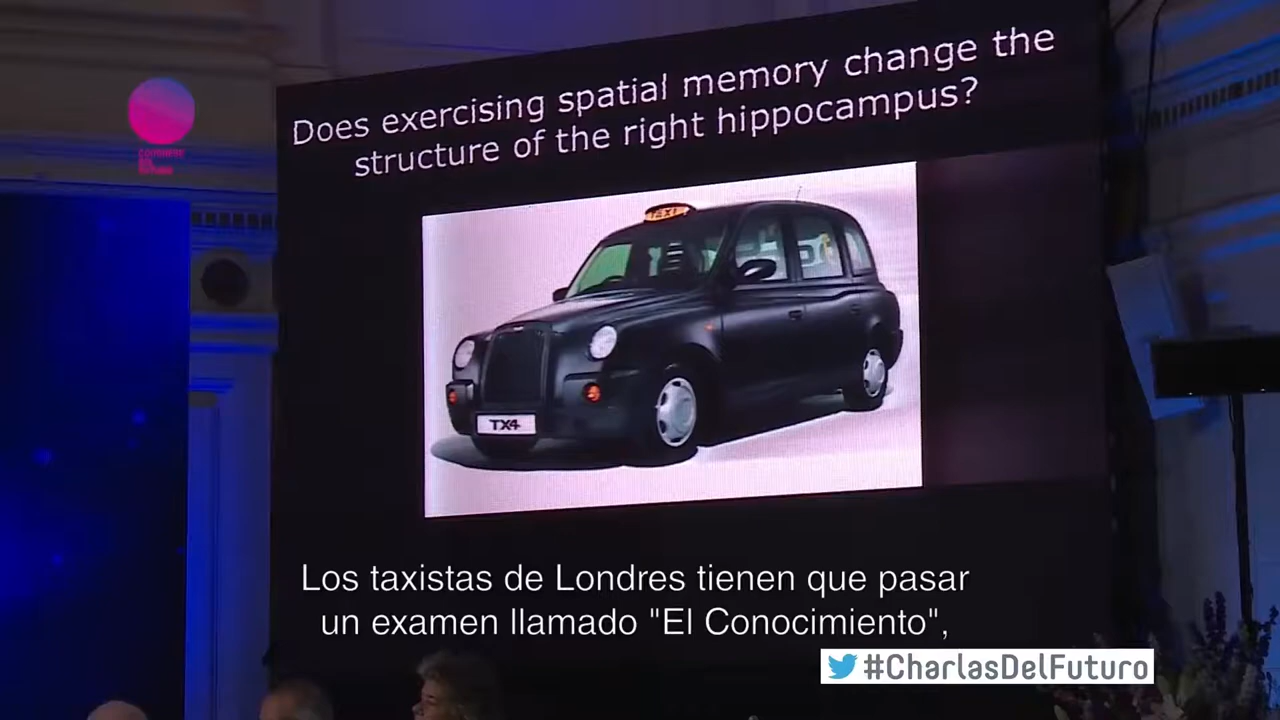 Does exercising spatial memory change the
structure of the right hippocampus?
TAXI
TX4
Los taxistas de Londres tienen que pasar
un examen llamado "El Conocimiento",
#CharlasDelFuturo